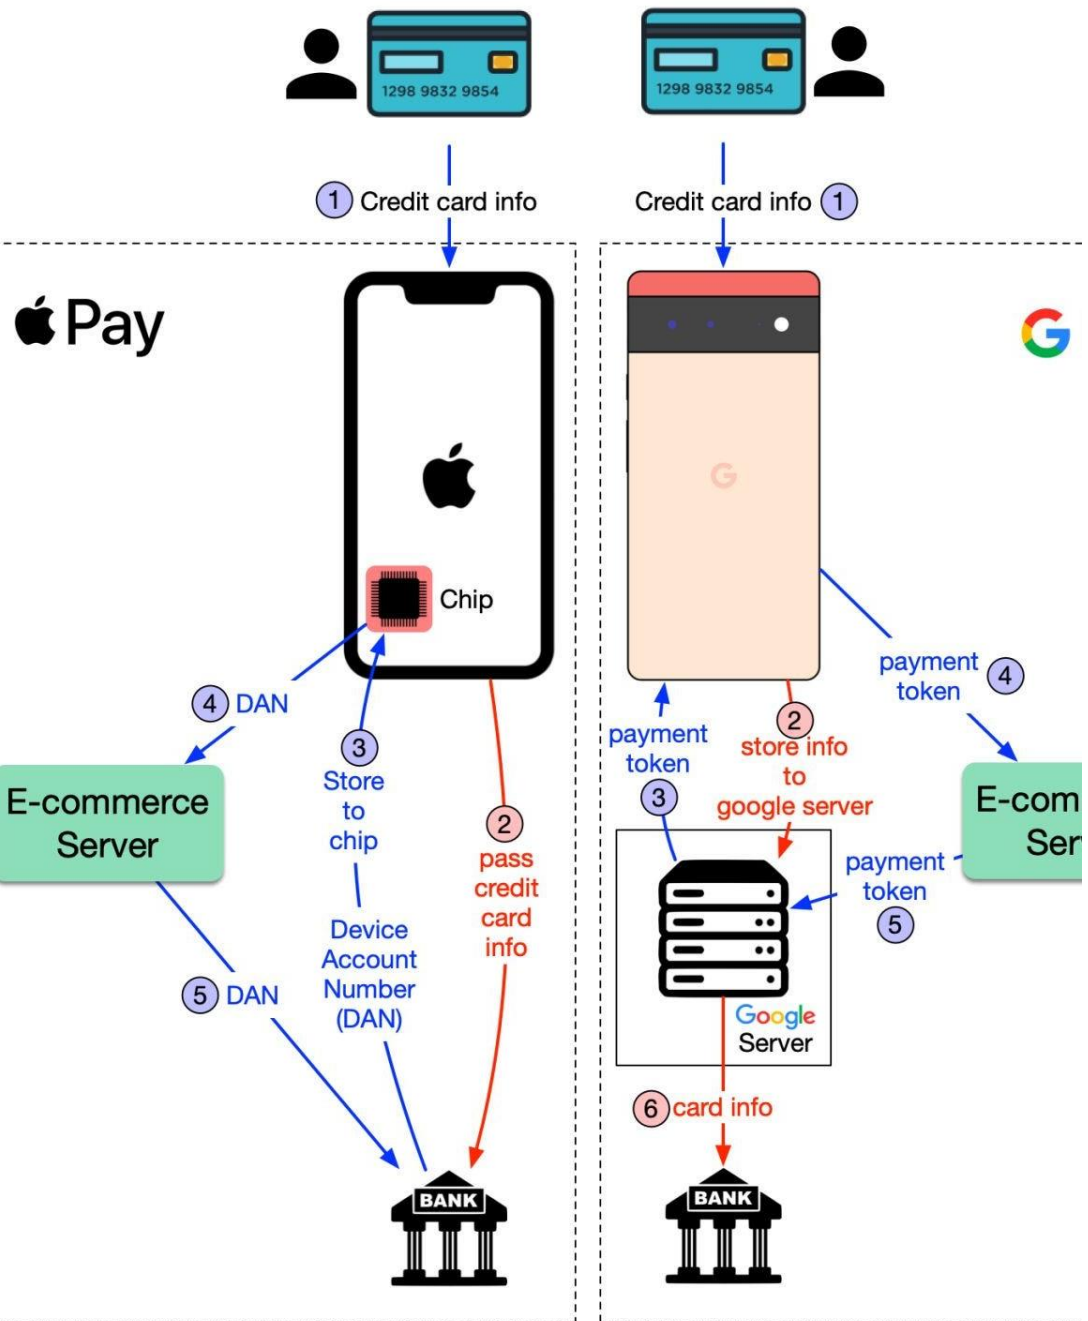 1298 9832 9854
1298 9832 9854
1 Credit card info
Credit card info 1
Pay
G
G
Chip
4 DAN
3
Store
to
chip
Device
Account
Number
(DAN)
2
pass
credit
card
info
E-commerce
Server
5 DAN
BANK
payment
token
3
2
store info
to
google server
payment
token
4
E-com
Ser
payment
token
5
Google
Server
6 card info
BANK